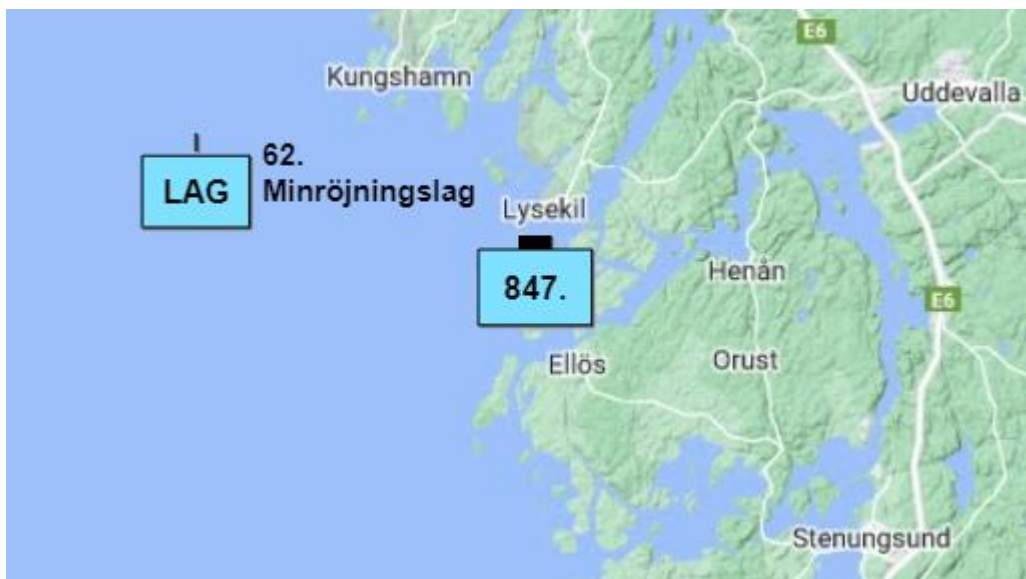 E6
Kungshamn
Uddevalla
62.
LAG Minröjningslag
Lysekil
847.
Henån
E6
Ellös
Orust
Stenungsund